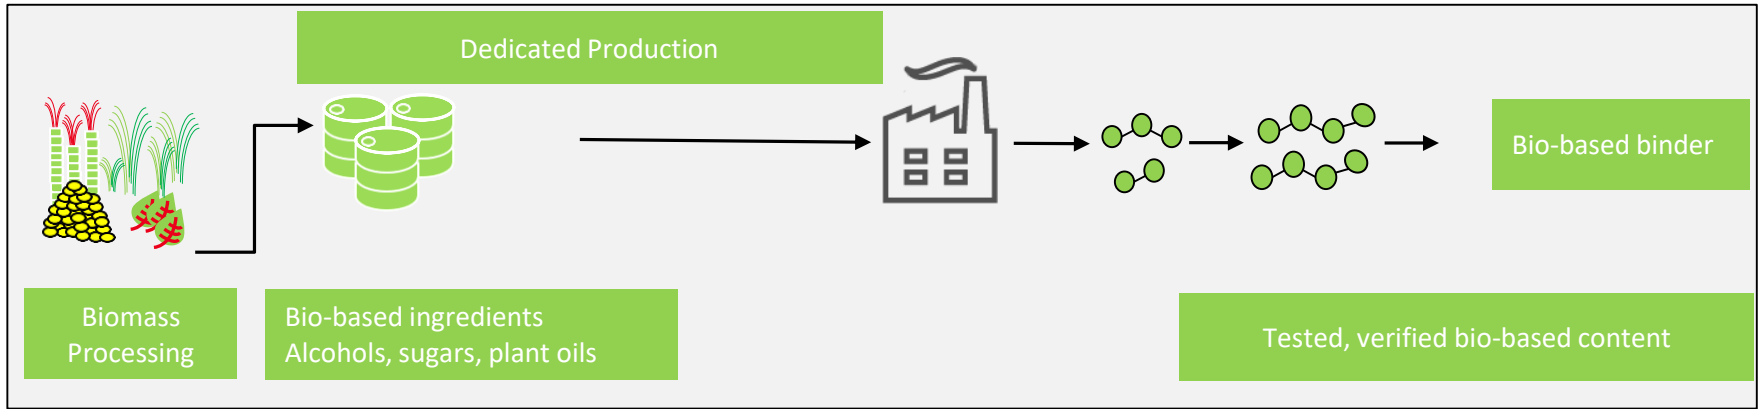 Dedicated Production
Bio-based binder
Biomass
Processing
Bio-based ingredients
Alcohols, sugars, plant oils
Tested, verified bio-based content